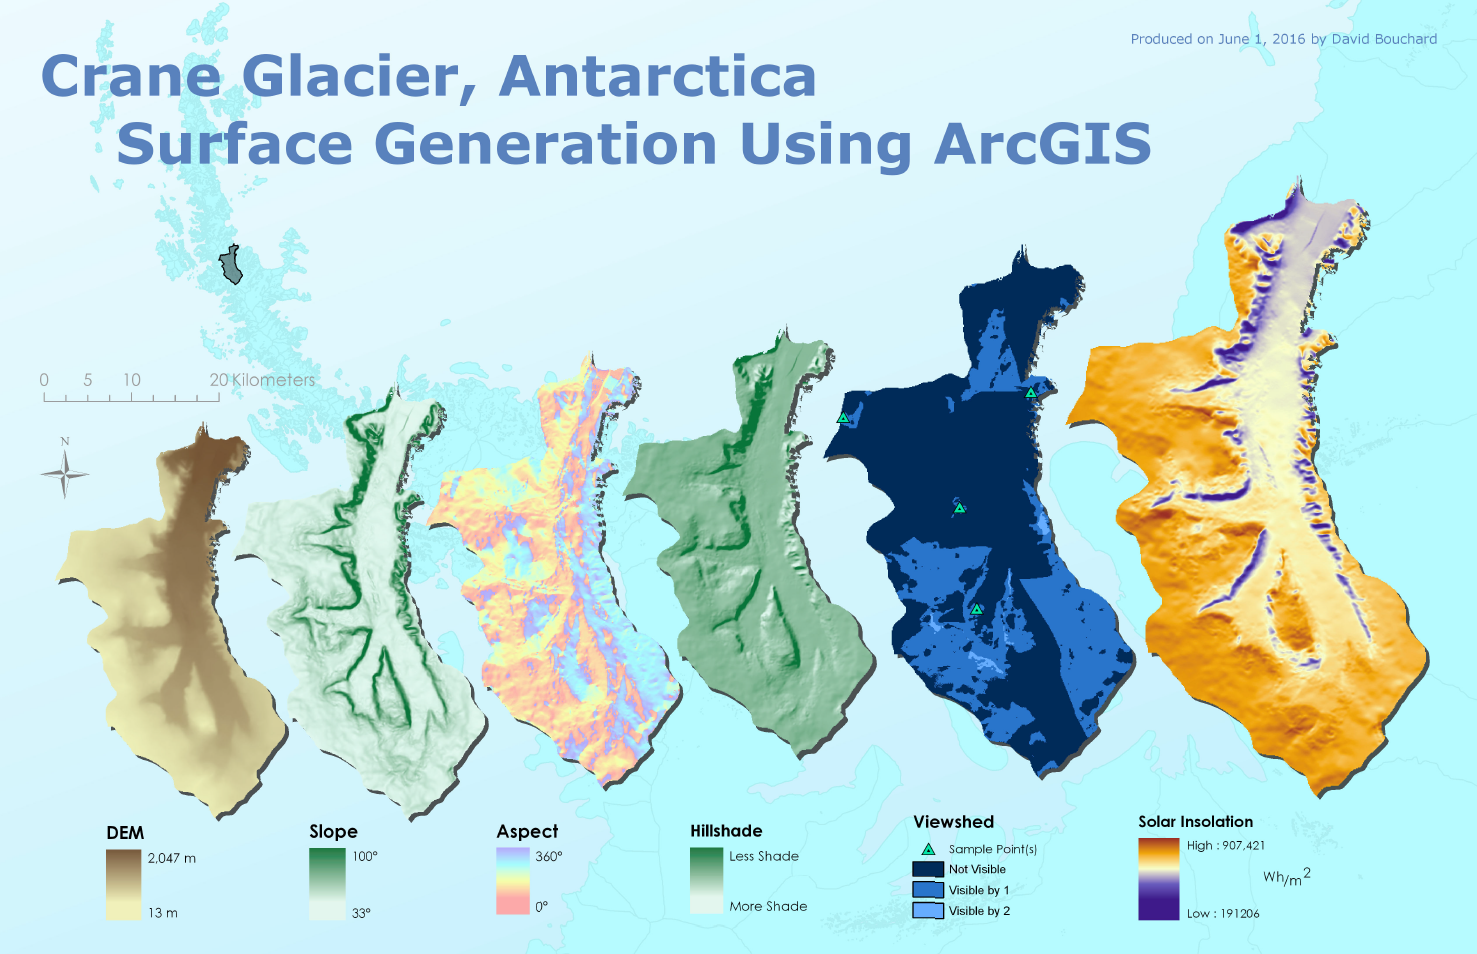 Produced on June 1, 2016 by David Bouchard
Crane Glacier, Antarctica
Surface Generation Using ArcGIS
0 5 10 20 Kilometers
N
DEM
2,047 m
13 m
Slope
100°
33°
Aspect
360°
0°
Hillshade
Less Shade
More Shade
Viewshed
Sample Point(s)
Not Visible
Visible by 1
Visible by 2
Solar Insolation
High : 907,421
Wh/m²
Low : 191206